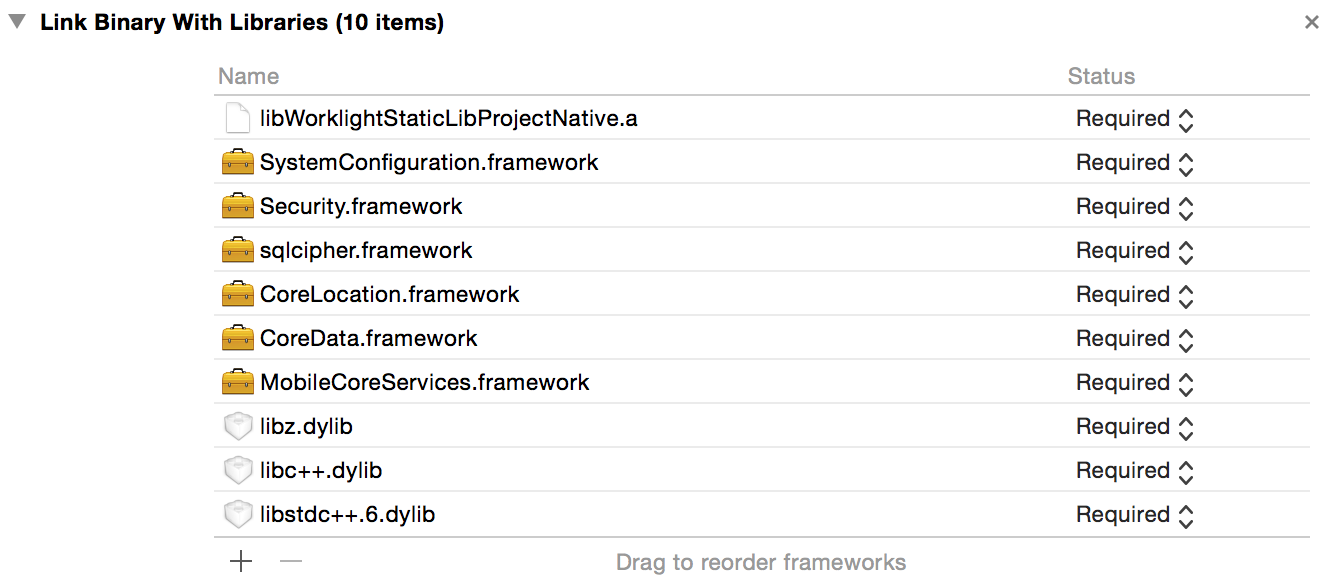 Link Binary With Libraries (10 items)
Name Status
libWorklightStaticLibProjectNative.a Required
SystemConfiguration.framework Required
Security.framework Required
sqlcipher.framework Required
CoreLocation.framework Required
CoreData.framework Required
MobileCoreServices.framework Required
libz.dylib Required
libc++.dylib Required
libstdc++.6.dylib Required
Drag to reorder frameworks